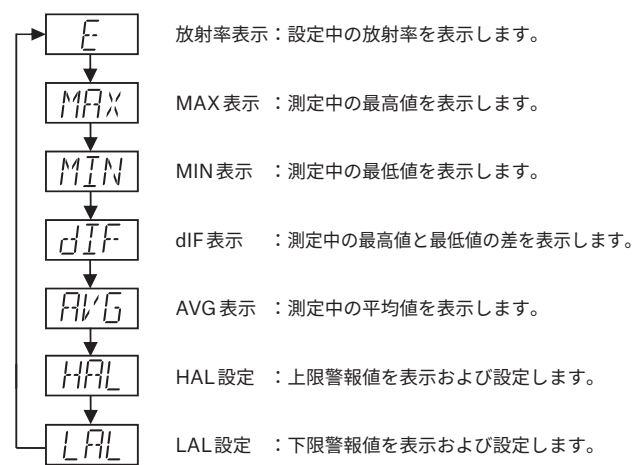 E 放射率表示：設定中の放射率を表示します。
MAX MAX表示 ：測定中の最高値を表示します。
MIN MIN表示 ：測定中の最低値を表示します。
dIF dIF表示 ：測定中の最高値と最低値の差を表示します。
AVG AVG表示 ：測定中の平均値を表示します。
HAL HAL設定 ：上限警報値を表示および設定します。
LAL LAL設定 ：下限警報値を表示および設定します。